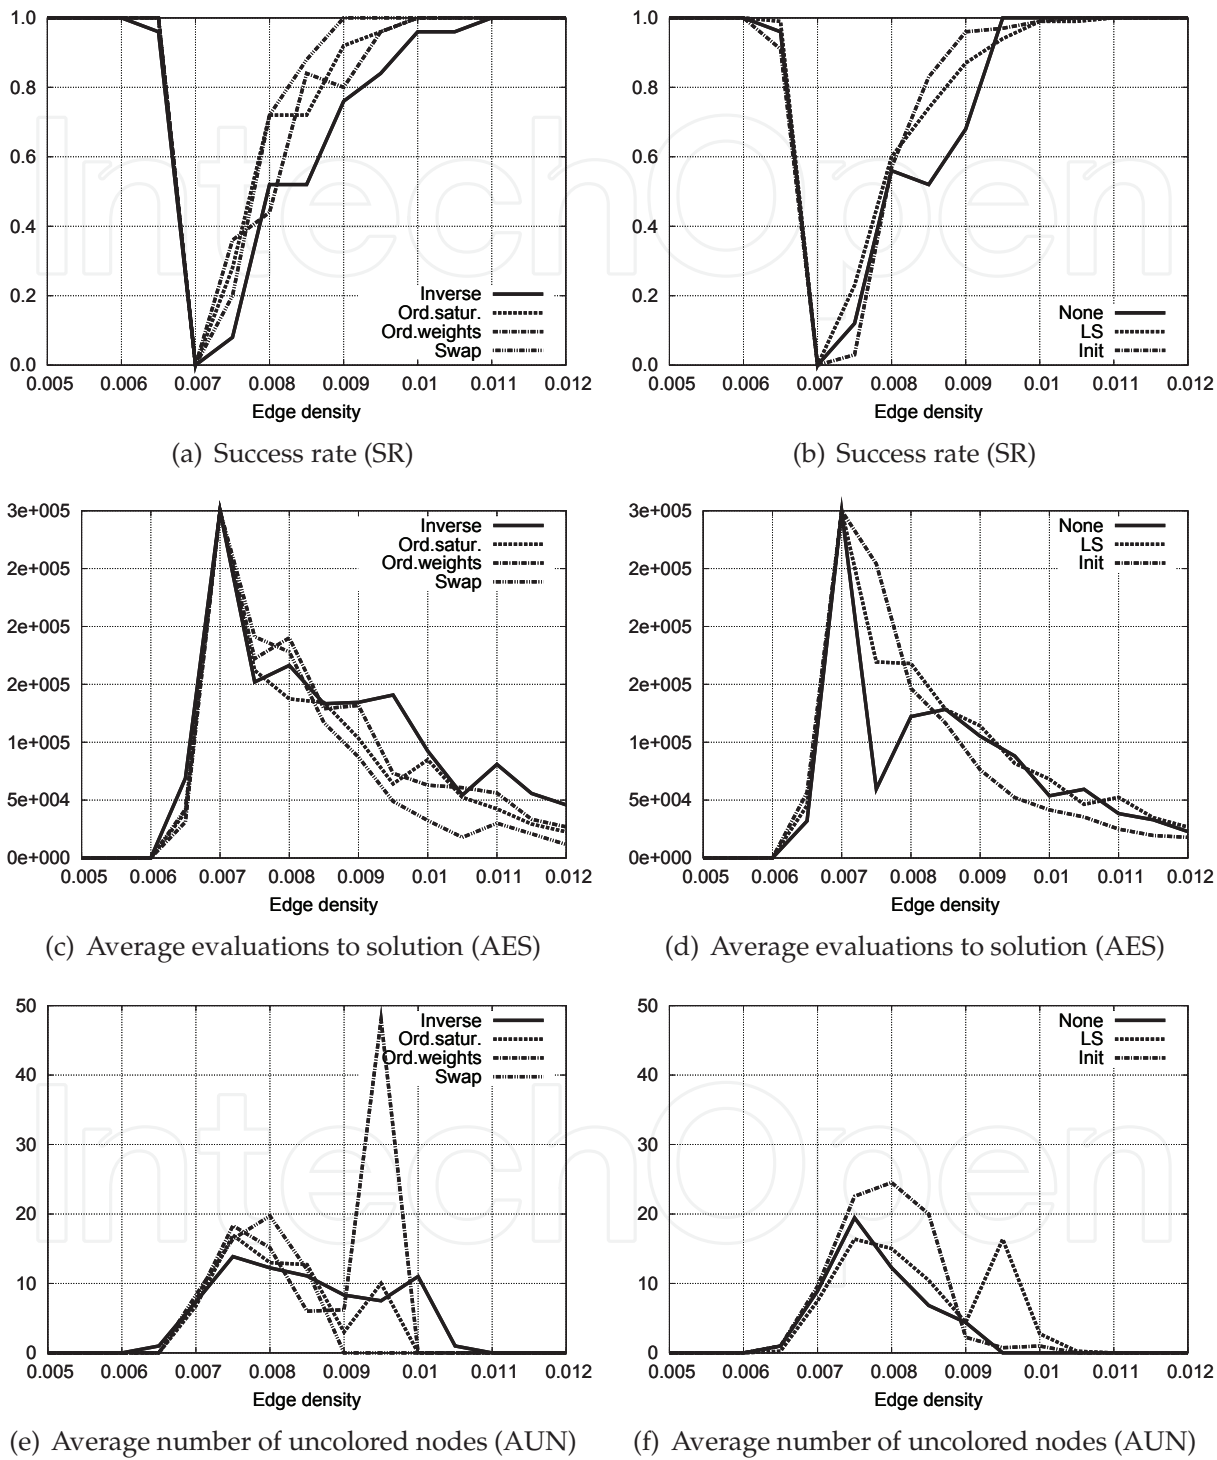 1.0
0.8
0.6
0.4
0.2
0.0
Inverse
Ord.satur.
Ord.weights
Swap
0.005 0.006 0.007 0.008 0.009 0.01 0.011 0.012
Edge density
(a) Success rate (SR)
1.0
0.8
0.6
0.4
0.2
0.0
None
LS
Init
0.005 0.006 0.007 0.008 0.009 0.01 0.011 0.012
Edge density
(b) Success rate (SR)
3e+005
2e+005
2e+005
2e+005
1e+005
5e+004
0e+000
Inverse
Ord.satur.
Ord.weights
Swap
0.005 0.006 0.007 0.008 0.009 0.01 0.011 0.012
Edge density
(c) Average evaluations to solution (AES)
3e+005
2e+005
2e+005
2e+005
1e+005
5e+004
0e+000
None
LS
Init
0.005 0.006 0.007 0.008 0.009 0.01 0.011 0.012
Edge density
(d) Average evaluations to solution (AES)
50
40
30
20
10
0
Inverse
Ord.satur.
Ord.weights
Swap
0.005 0.006 0.007 0.008 0.009 0.01 0.011 0.012
Edge density
(e) Average number of uncolored nodes (AUN)
50
40
30
20
10
0
None
LS
Init
0.005 0.006 0.007 0.008 0.009 0.01 0.011 0.012
Edge density
(f) Average number of uncolored nodes (AUN)
IntechOpen
IntechOpen